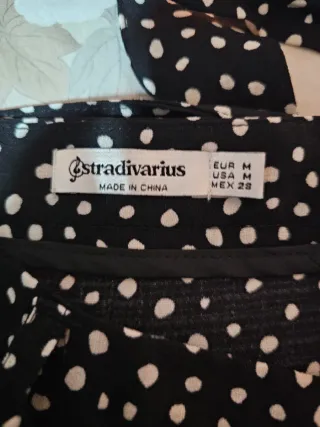 stradivarius
MADE IN CHINA
EUR M
USA M
MEX 28